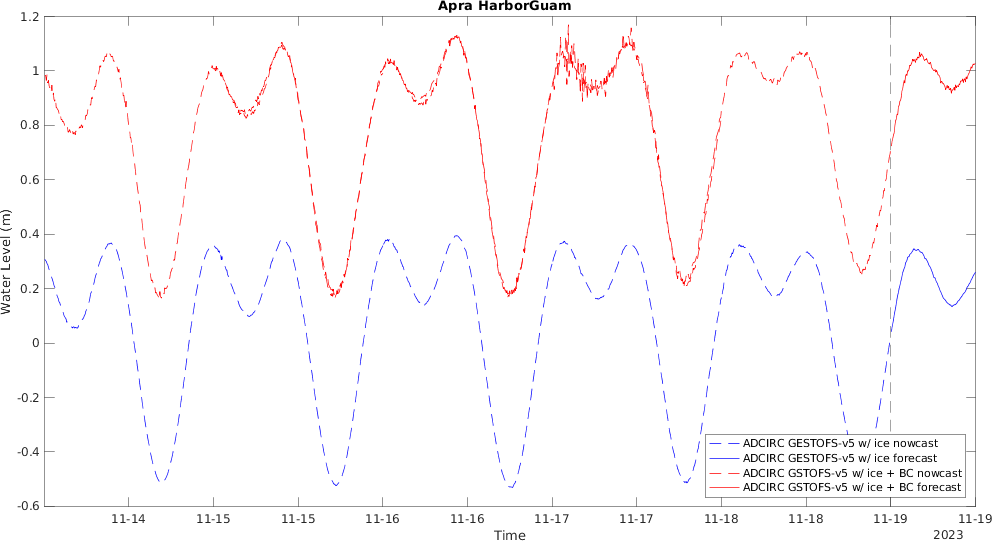 Apra HarborGuam
1.2
1
0.8
0.6
0.4
0.2
0
-0.2
-0.4
-0.6
Water Level (m)
ADCIRC GESTOFS-v5 w/ ice nowcast
ADCIRC GESTOFS-v5 w/ ice forecast
ADCIRC GSTOFS-v5 w/ ice + BC nowcast
ADCIRC GSTOFS-v5 w/ ice + BC forecast
11-14 11-15 11-15 11-16 11-16 11-17 11-17 11-18 11-18 11-19 11-19
Time
2023